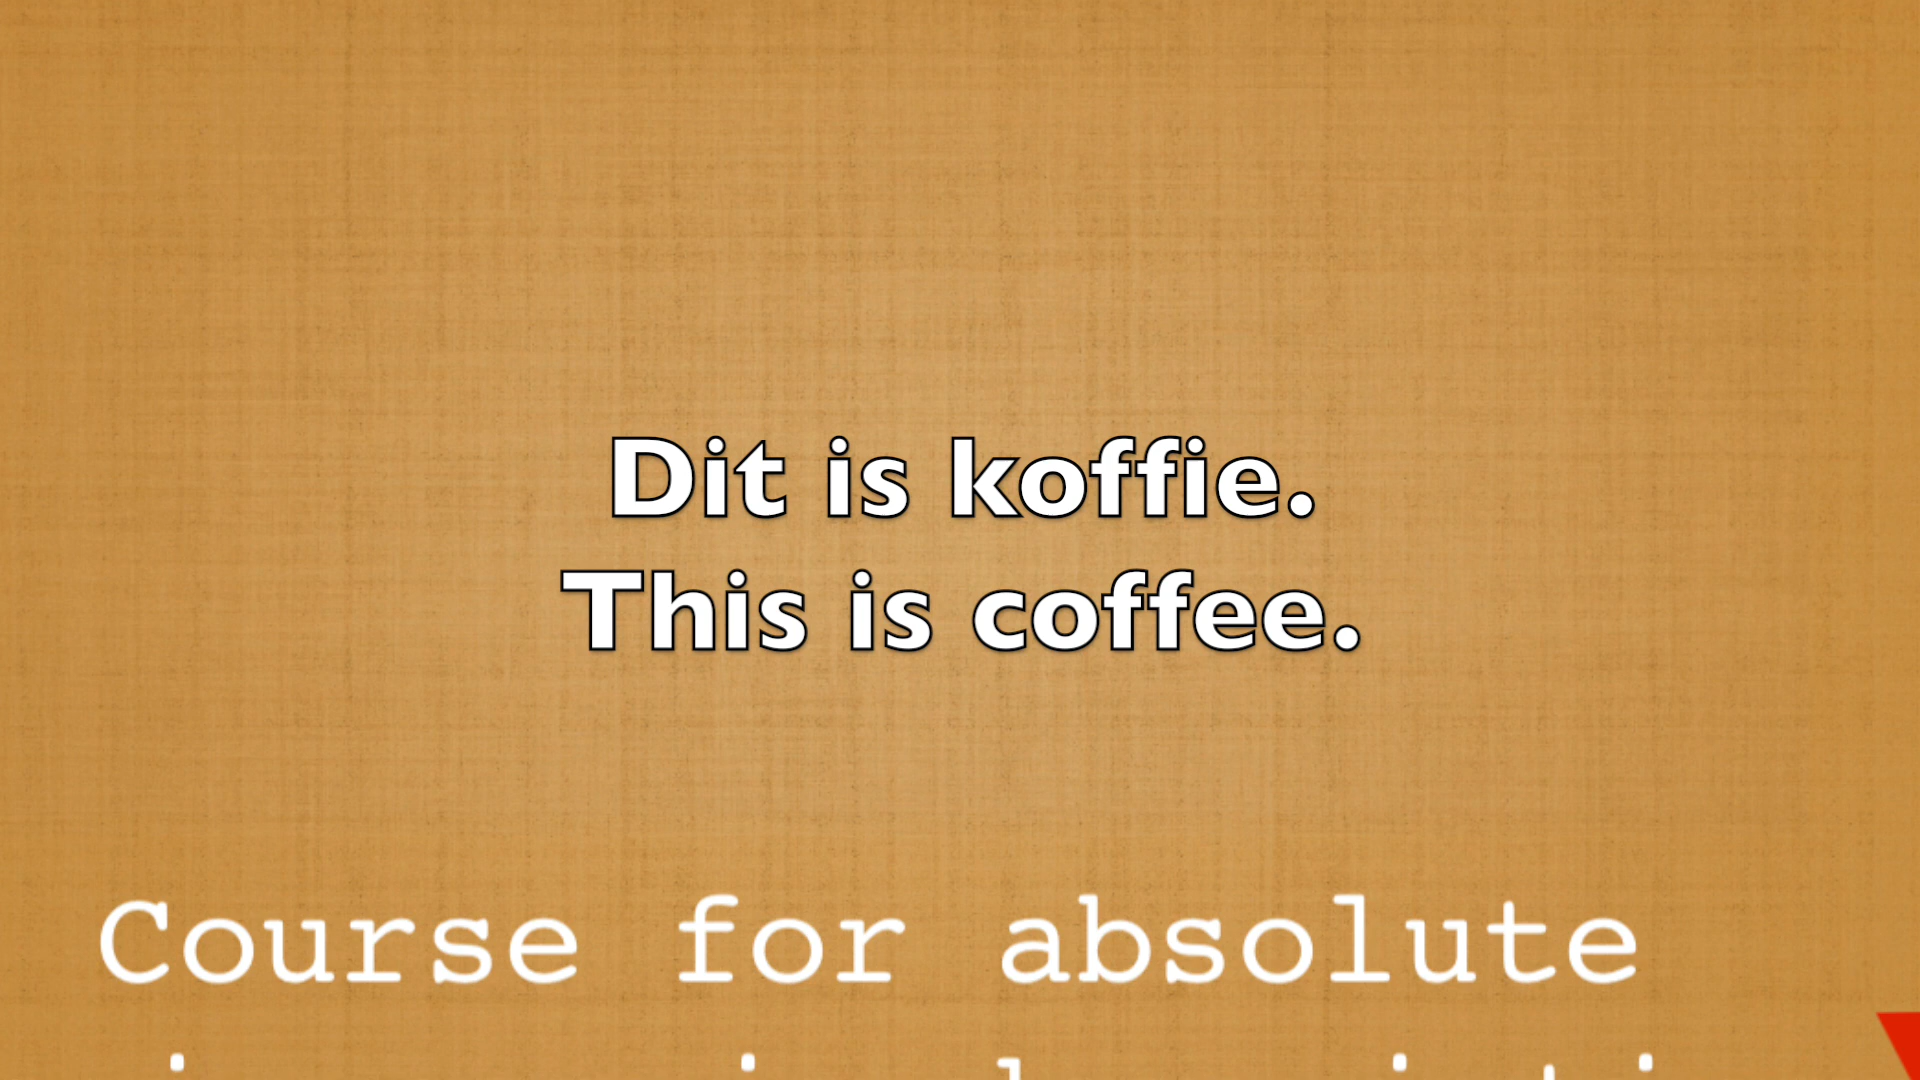 Dit is koffie.
This is coffee.
Course for absolute